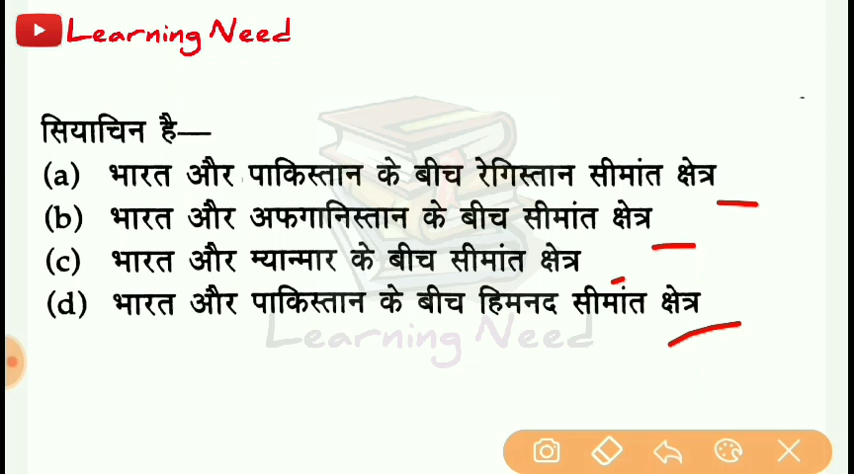 Learning Need
सियाचिन है—
(a) भारत और पाकिस्तान के बीच रेगिस्तान सीमांत क्षेत्र
(b) भारत और अफगानिस्तान के बीच सीमांत क्षेत्र
(c) भारत और म्यान्मार के बीच सीमांत क्षेत्र
(d) भारत और पाकिस्तान के बीच हिमनद सीमांत क्षेत्र
Learning Need